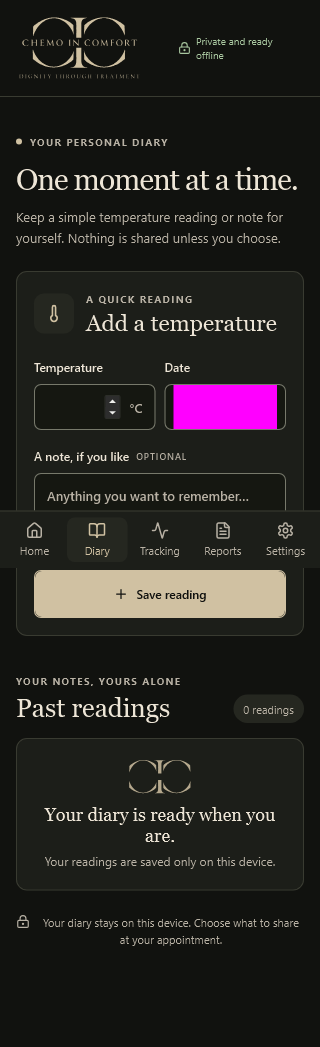 CHEMO IN COMFORT
DIGNITY THROUGH TREATMENT
Private and ready
offline
YOUR PERSONAL DIARY
One moment at a time.
Keep a simple temperature reading or note for
yourself. Nothing is shared unless you choose.
A QUICK READING
Add a temperature
Temperature
Date
°C
A note, if you like OPTIONAL
Anything you want to remember...
Home
Diary
Tracking
Reports
Settings
Save reading
YOUR NOTES, YOURS ALONE
Past readings
0 readings
Your diary is ready when you
are.
Your readings are saved only on this device.
Your diary stays on this device. Choose what to share
at your appointment.